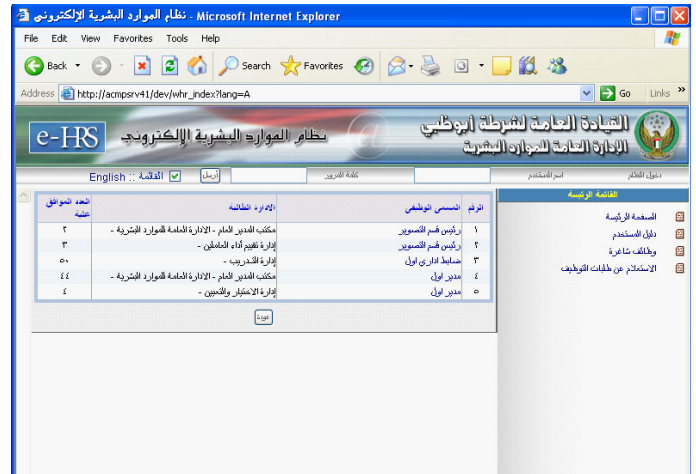 نظام الموارد البشرية الإلكتروني - Microsoft Internet Explorer
File Edit View Favorites Tools Help
Back Search Favorites
Address http://acmpsrv41/dev/whr_index?lang=A Go Links »
القيادة العامة لشرطة أبوظبي
الإدارة العامة للموارد البشرية
نظام الموارد البشرية الإلكتروني
e-HRS
دخول النظام اسم المستخدم كلمة المرور أرسل القائمة :: English
القائمة الرئيسة
الصفحة الرئيسة
دليل المستخدم
وظائف شاغرة
الاستعلام عن طلبات التوظيف
الرقم المسمى الوظيفي الادارة الطالبة العدد الموافق عليه
١ رئيس قسم التصوير مكتب المدير العام - الادارة العامة للموارد البشرية - ٢
٢ رئيس قسم التصوير إدارة تقييم أداء العاملين - ٣
٣ ضابط اداري اول إدارة التدريب - ٥٠
٤ مدير اول مكتب المدير العام - الادارة العامة للموارد البشرية - ٤٤
٥ مدير اول إدارة الاختيار والتعيين - ٤
عودة